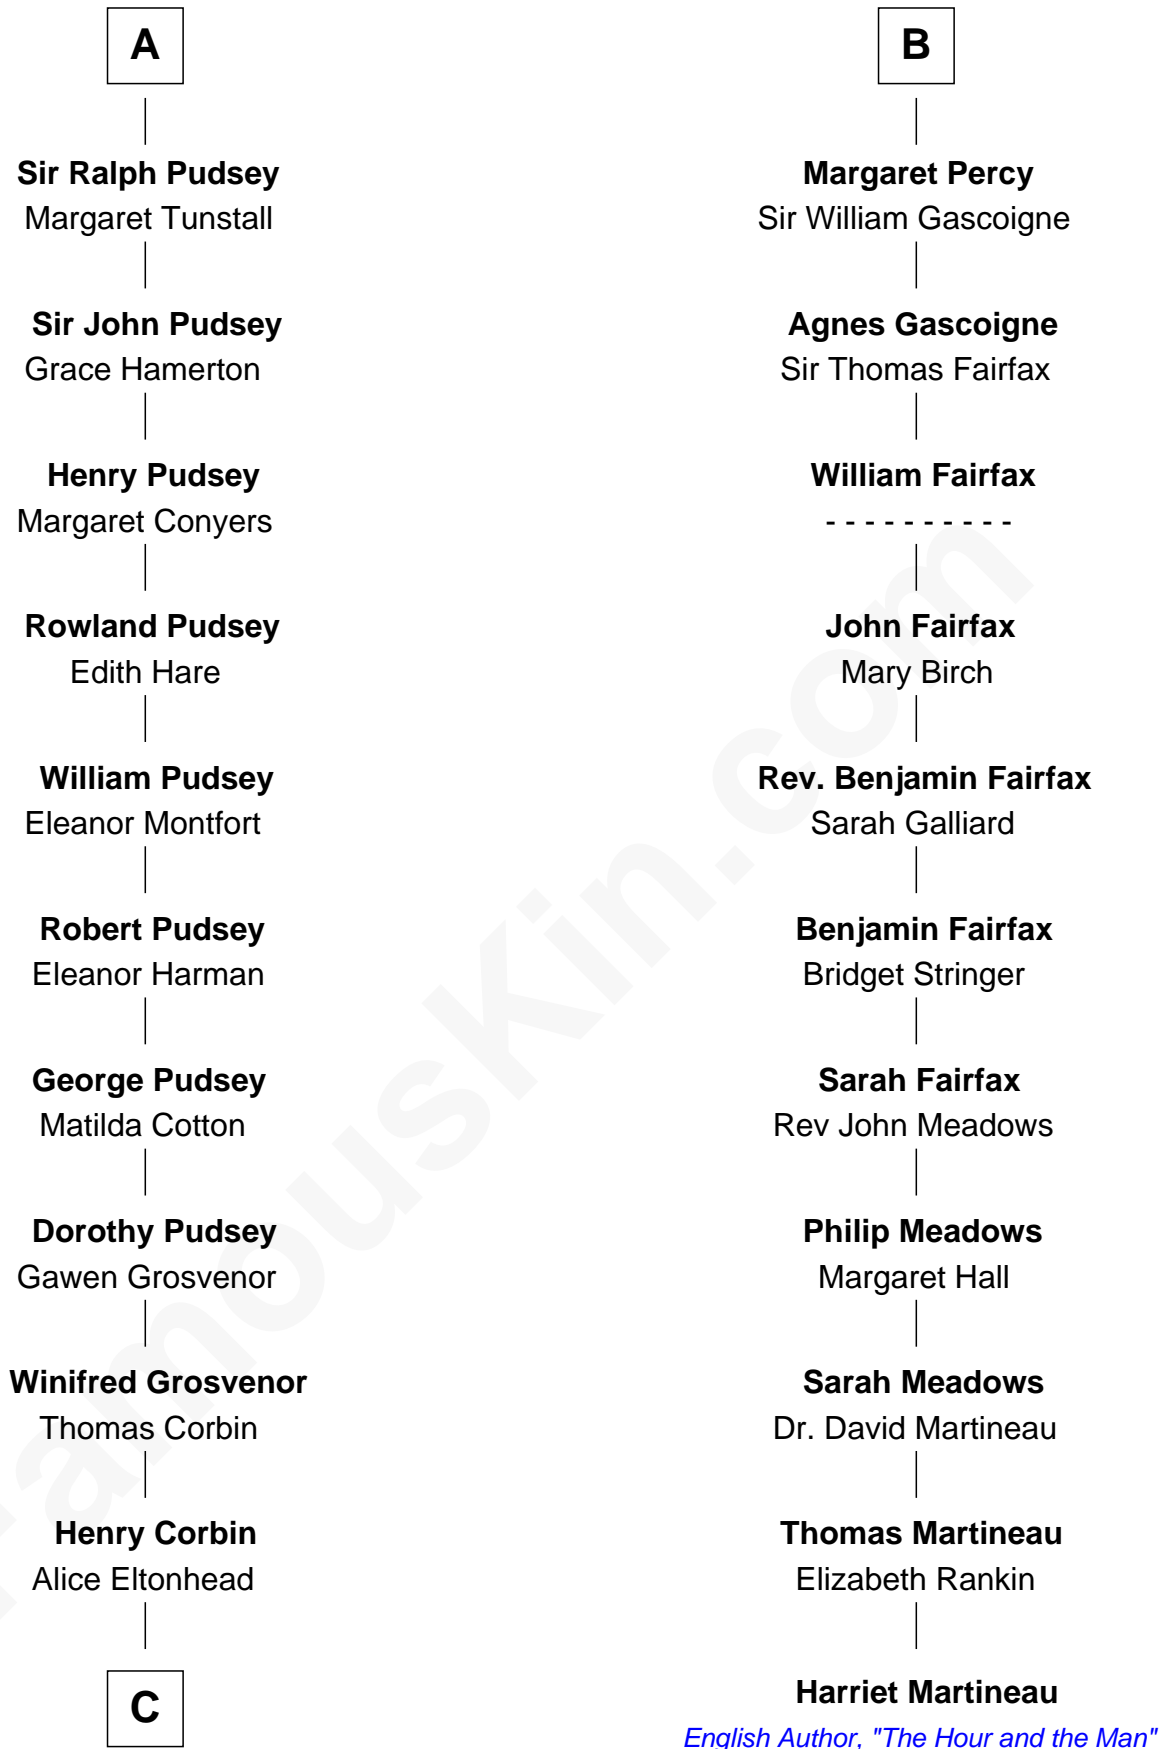 A
Sir Ralph Pudsey
Margaret Tunstall
Sir John Pudsey
Grace Hamerton
Henry Pudsey
Margaret Conyers
Rowland Pudsey
Edith Hare
William Pudsey
Eleanor Montfort
Robert Pudsey
Eleanor Harman
George Pudsey
Matilda Cotton
Dorothy Pudsey
Gawen Grosvenor
Winifred Grosvenor
Thomas Corbin
Henry Corbin
Alice Eltonhead
C
B
Margaret Percy
Sir William Gascoigne
Agnes Gascoigne
Sir Thomas Fairfax
William Fairfax
- - - - - - - - - -
John Fairfax
Mary Birch
Rev. Benjamin Fairfax
Sarah Galliard
Benjamin Fairfax
Bridget Stringer
Sarah Fairfax
Rev John Meadows
Philip Meadows
Margaret Hall
Sarah Meadows
Dr. David Martineau
Thomas Martineau
Elizabeth Rankin
Harriet Martineau
English Author, "The Hour and the Man"
FamousKin.com